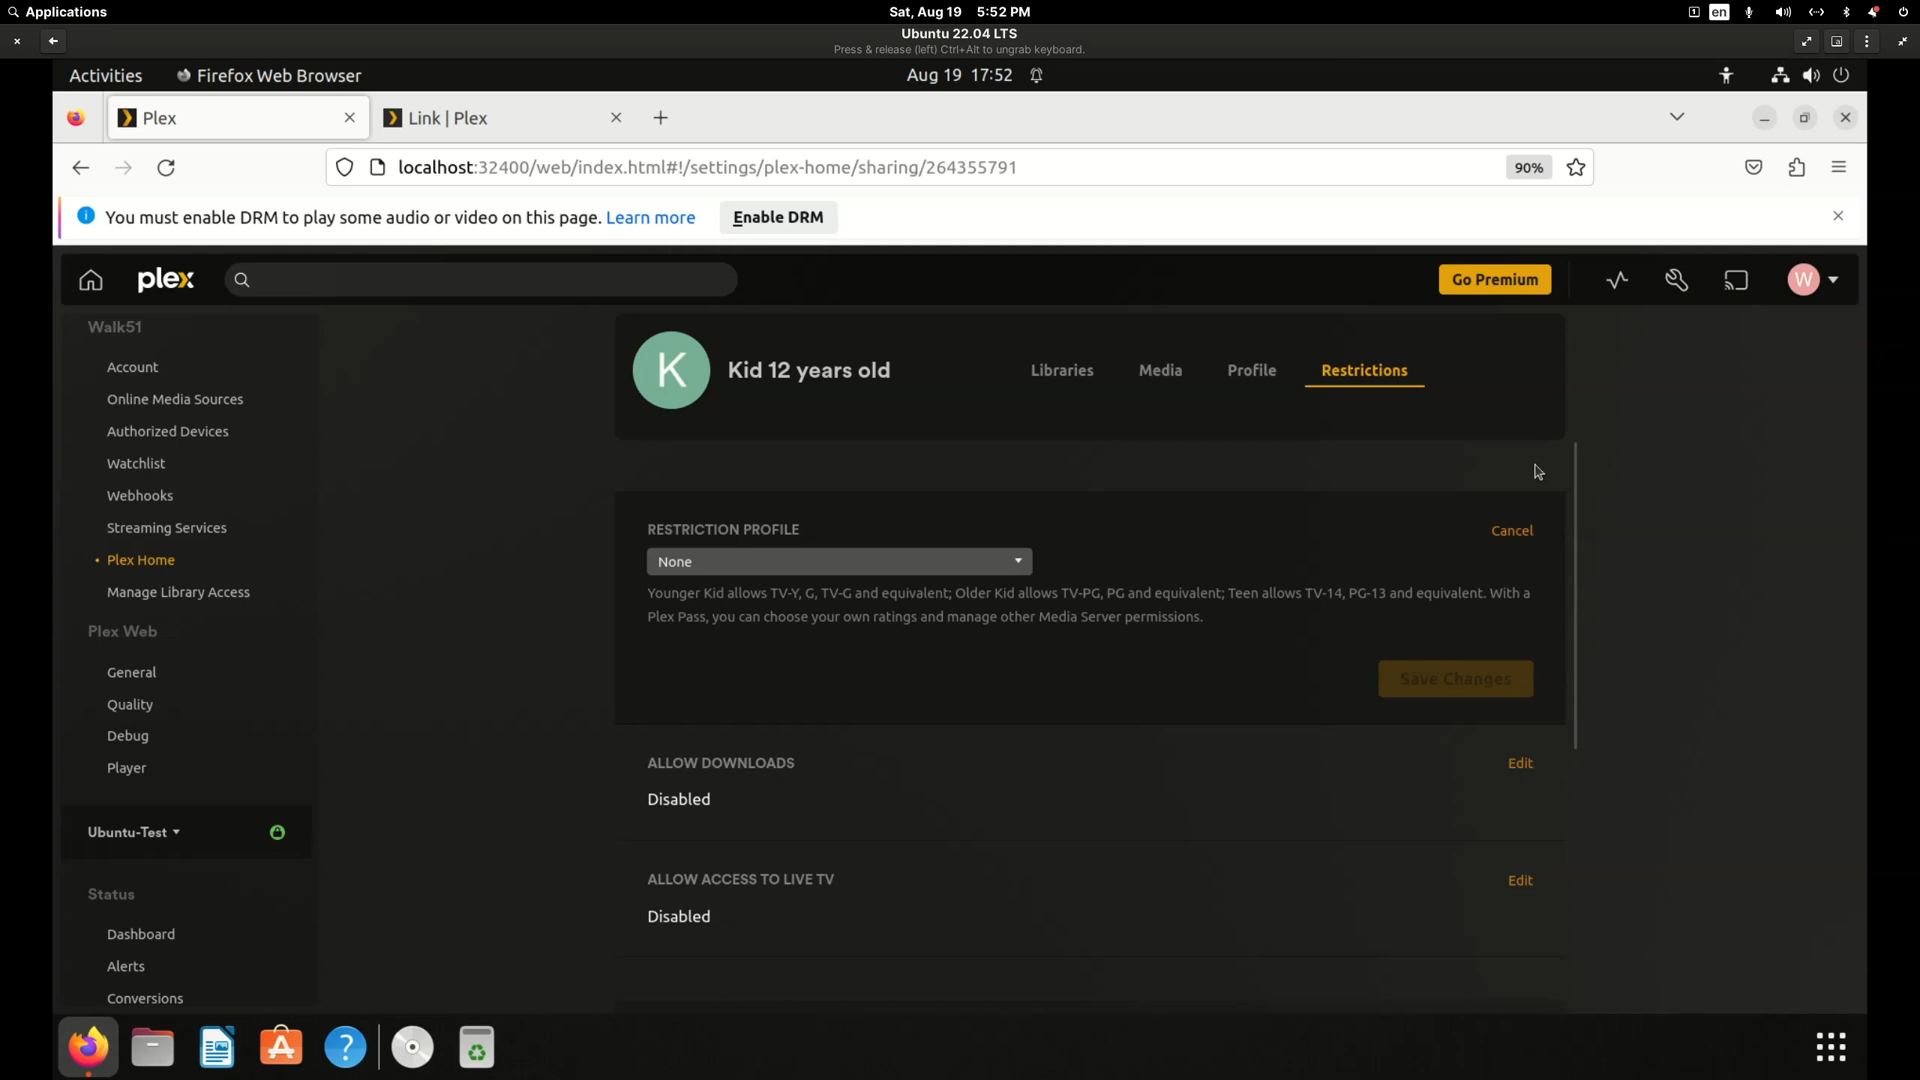 Applications
Sat, Aug 19 5:52 PM
1 en
Ubuntu 22.04 LTS
Press & release (left) Ctrl+Alt to ungrab keyboard.
Activities
Firefox Web Browser
Aug 19 17:52
Plex
Link | Plex
localhost:32400/web/index.html#!/settings/plex-home/sharing/264355791
90%
You must enable DRM to play some audio or video on this page. Learn more
Enable DRM
plex
Go Premium
W
Walk51
Account
Online Media Sources
Authorized Devices
Watchlist
Webhooks
Streaming Services
• Plex Home
Manage Library Access
Plex Web
General
Quality
Debug
Player
Ubuntu-Test
Status
Dashboard
Alerts
Conversions
K
Kid 12 years old
Libraries
Media
Profile
Restrictions
RESTRICTION PROFILE
Cancel
None
Younger Kid allows TV-Y, G, TV-G and equivalent; Older Kid allows TV-PG, PG and equivalent; Teen allows TV-14, PG-13 and equivalent. With a
Plex Pass, you can choose your own ratings and manage other Media Server permissions.
Save Changes
ALLOW DOWNLOADS
Edit
Disabled
ALLOW ACCESS TO LIVE TV
Edit
Disabled